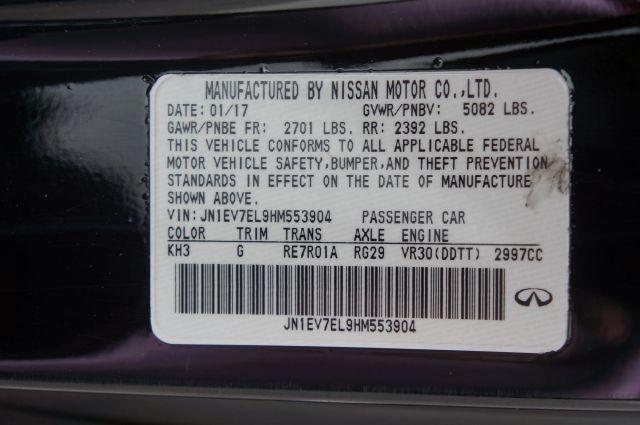 MANUFACTURED BY NISSAN MOTOR CO.,LTD.
DATE: 01/17 GVWR/PNBV: 5082 LBS.
GAWR/PNBE FR: 2701 LBS. RR: 2392 LBS.
THIS VEHICLE CONFORMS TO ALL APPLICABLE FEDERAL
MOTOR VEHICLE SAFETY,BUMPER,AND THEFT PREVENTION
STANDARDS IN EFFECT ON THE DATE OF MANUFACTURE
SHOWN ABOVE.
VIN:JN1EV7EL9HM553904 PASSENGER CAR
COLOR TRIM TRANS AXLE ENGINE
KH3 G RE7R01A RG29 VR30(DDTT) 2997CC
JN1EV7EL9HM553904